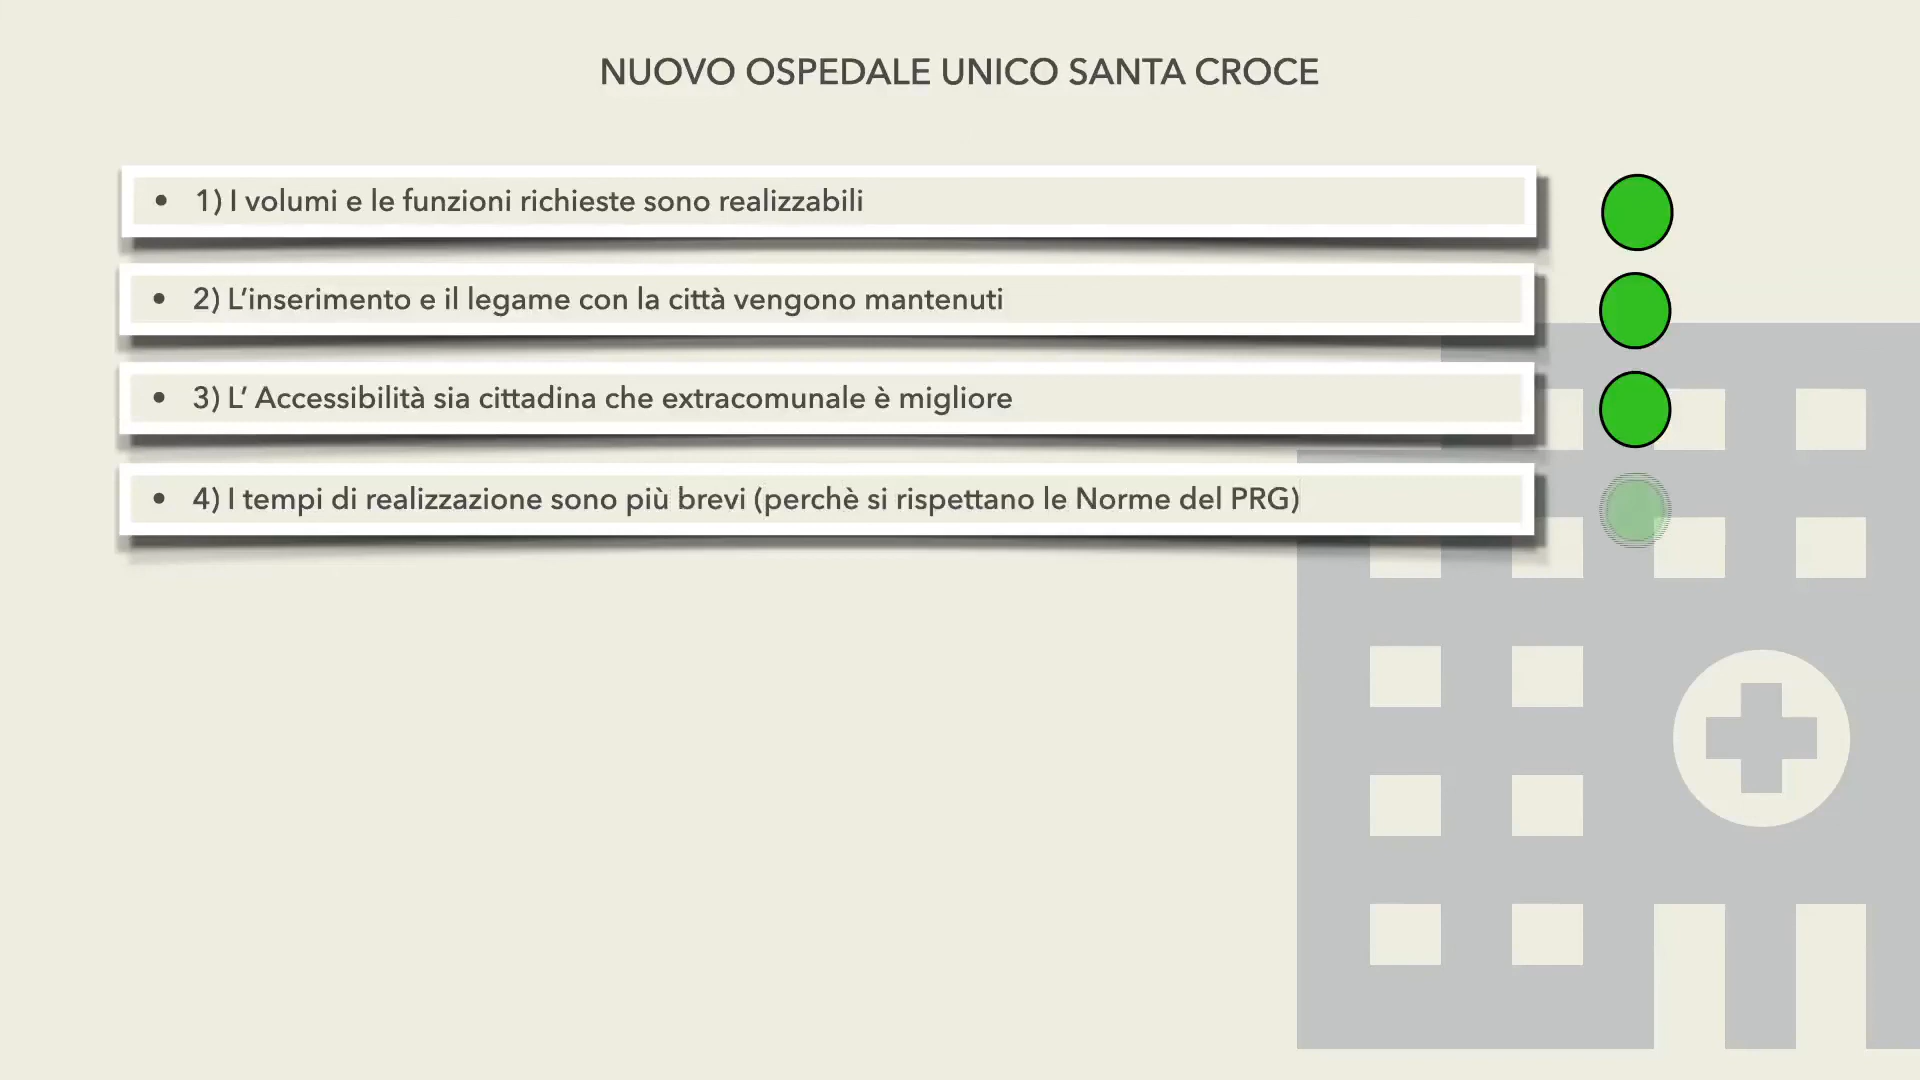 NUOVO OSPEDALE UNICO SANTA CROCE
• 1) I volumi e le funzioni richieste sono realizzabili
• 2) L’inserimento e il legame con la città vengono mantenuti
• 3) L’ Accessibilità sia cittadina che extracomunale è migliore
• 4) I tempi di realizzazione sono più brevi (perchè si rispettano le Norme del PRG)